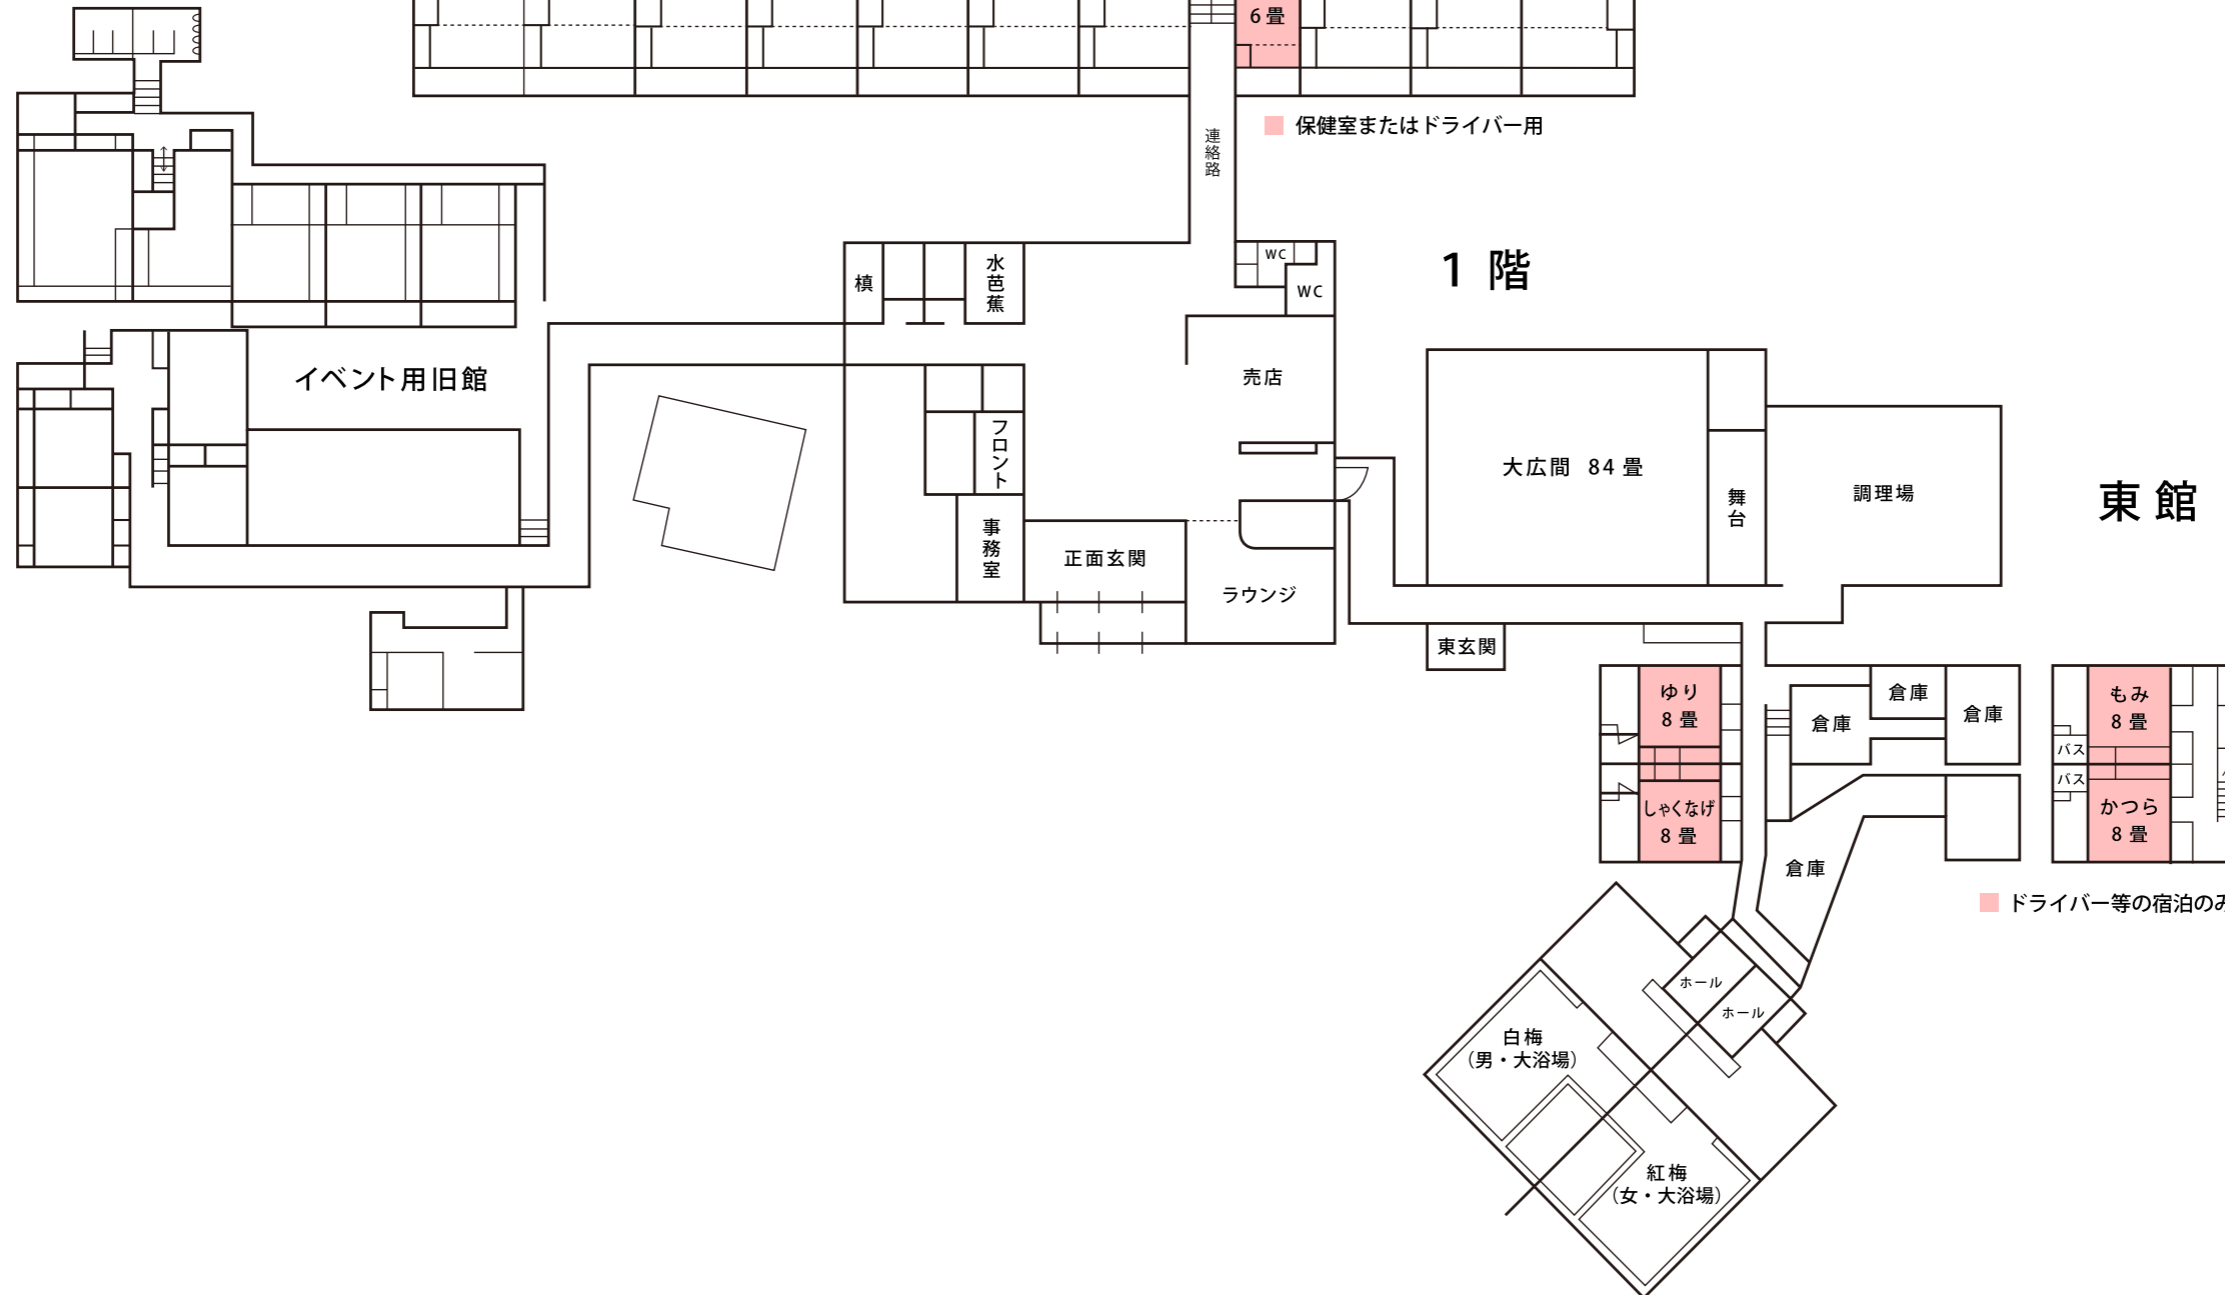 6 畳
保健室またはドライバー用
連絡路
WC
WC
1 階
槙
水芭蕉
売店
イベント用旧館
フロント
大広間 84 畳
舞台
調理場
東館
事務室
正面玄関
ラウンジ
東玄関
ゆり
8 畳
倉庫
倉庫
倉庫
もみ
8 畳
バス
バス
しゃくなげ
8 畳
かつら
8 畳
倉庫
ドライバー等の宿泊のみ
ホール
ホール
白梅
（男・大浴場）
紅梅
（女・大浴場）